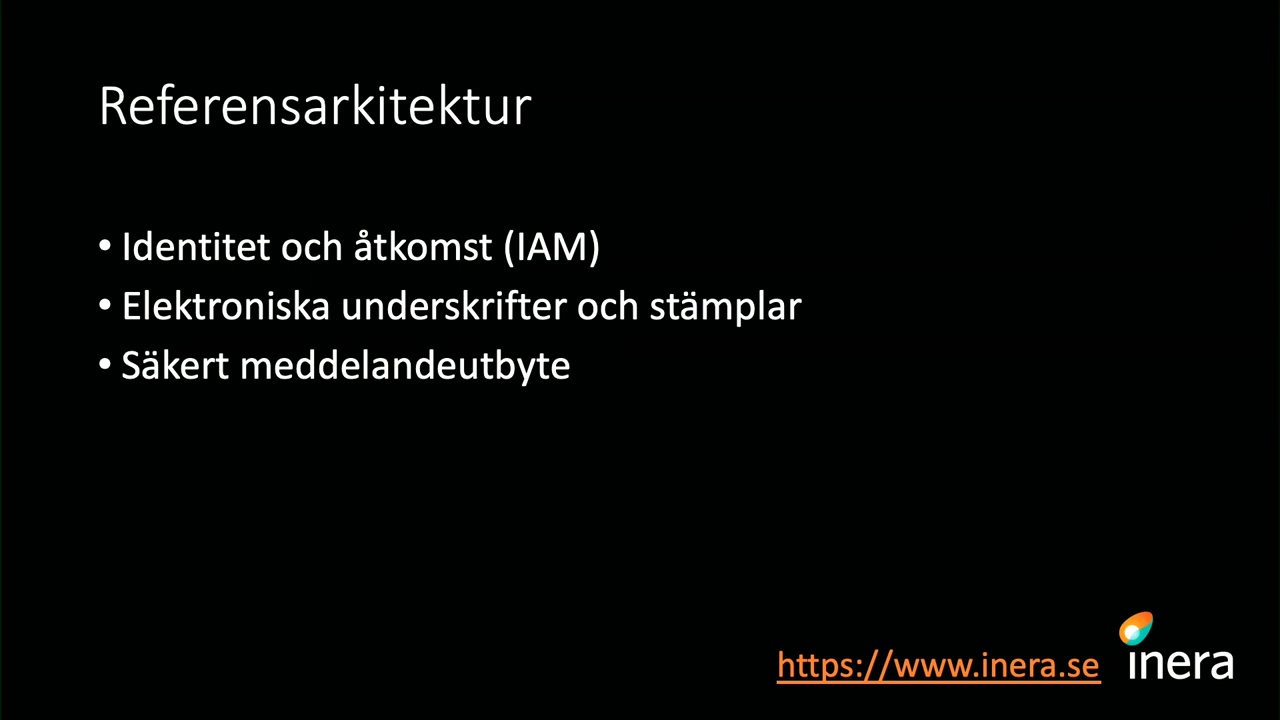 Referensarkitektur
• Identitet och åtkomst (IAM)
• Elektroniska underskrifter och stämplar
• Säkert meddelandeutbyte
https://www.inera.se
inera